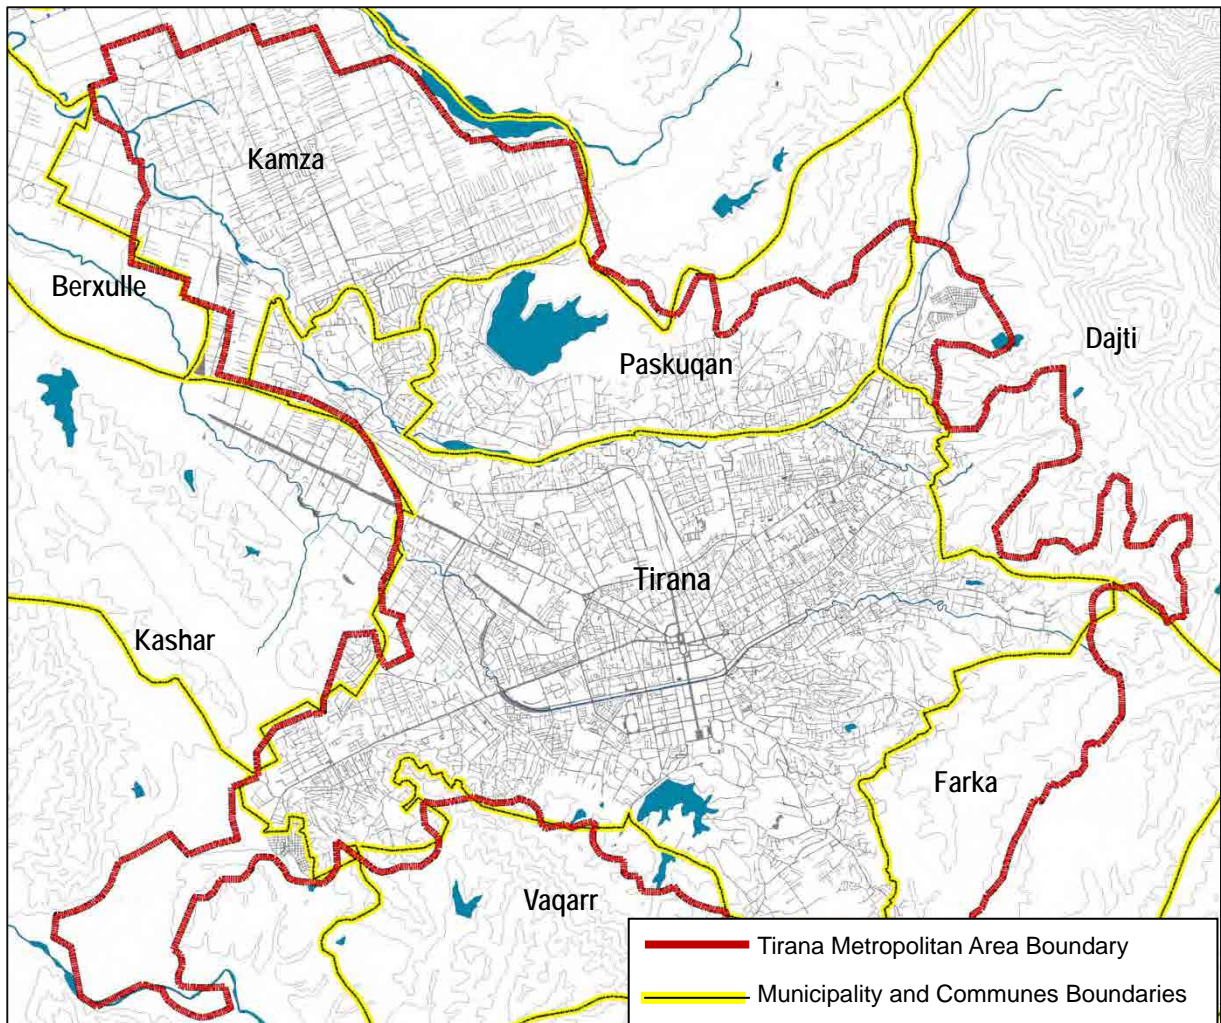 Kamza
Berxulle
Dajti
Paskuqan
Tirana
Kashar
Farka
Vaqarr
Tirana Metropolitan Area Boundary
Municipality and Communes Boundaries